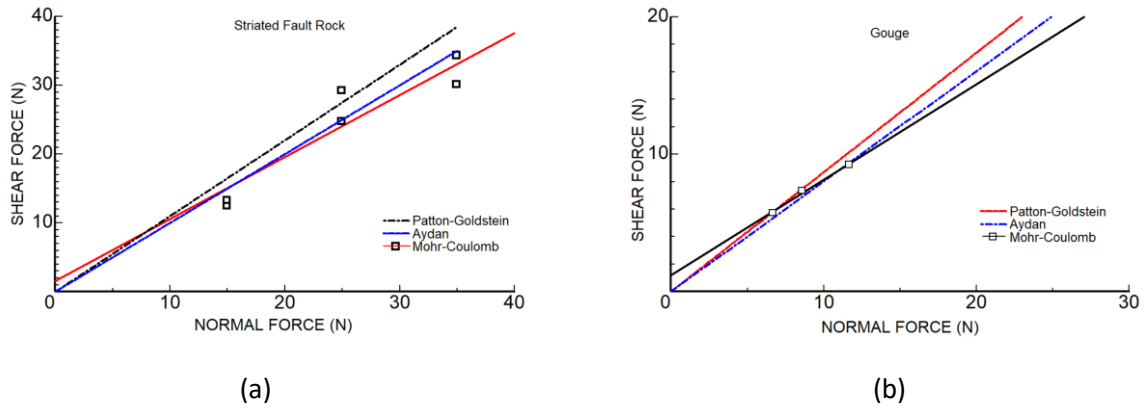 Striated Fault Rock
SHEAR FORCE (N)
40
30
20
10
0
10
20
30
40
NORMAL FORCE (N)
Patton-Goldstein
Aydan
Mohr-Coulomb
(a)
Gouge
SHEAR FORCE (N)
20
10
0
10
20
30
NORMAL FORCE (N)
Patton-Goldstein
Aydan
Mohr-Coulomb
(b)